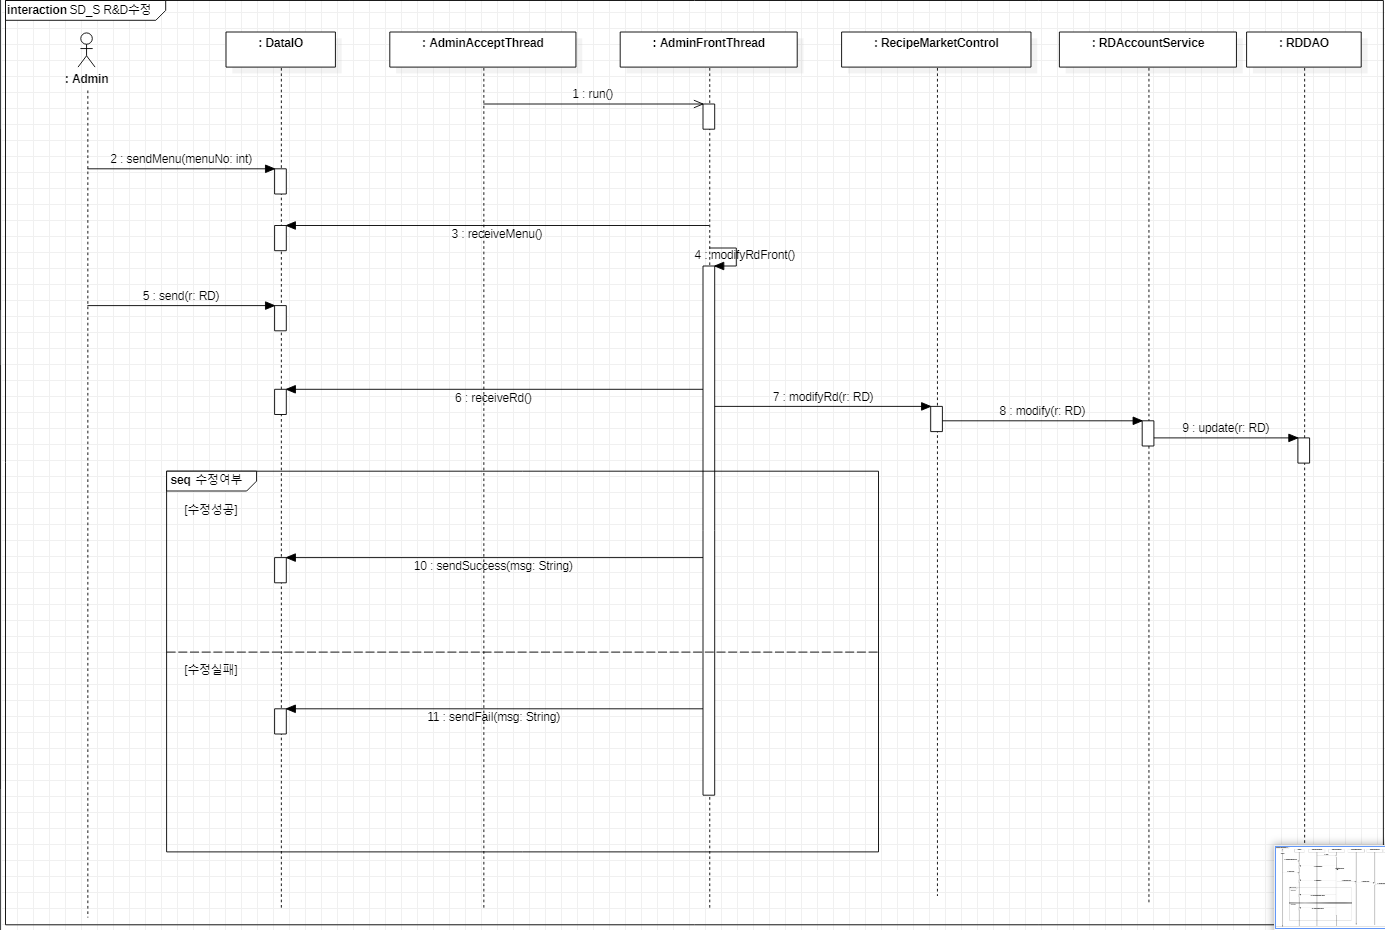 interaction SD_S R&D수정
: Admin
: DataIO
: AdminAcceptThread
: AdminFrontThread
: RecipeMarketControl
: RDAccountService
: RDDAO
1 : run()
2 : sendMenu(menuNo: int)
3 : receiveMenu()
4 : modifyRdFront()
5 : send(r: RD)
6 : receiveRd()
7 : modifyRd(r: RD)
8 : modify(r: RD)
9 : update(r: RD)
seq 수정여부
[수정성공]
10 : sendSuccess(msg: String)
[수정실패]
11 : sendFail(msg: String)